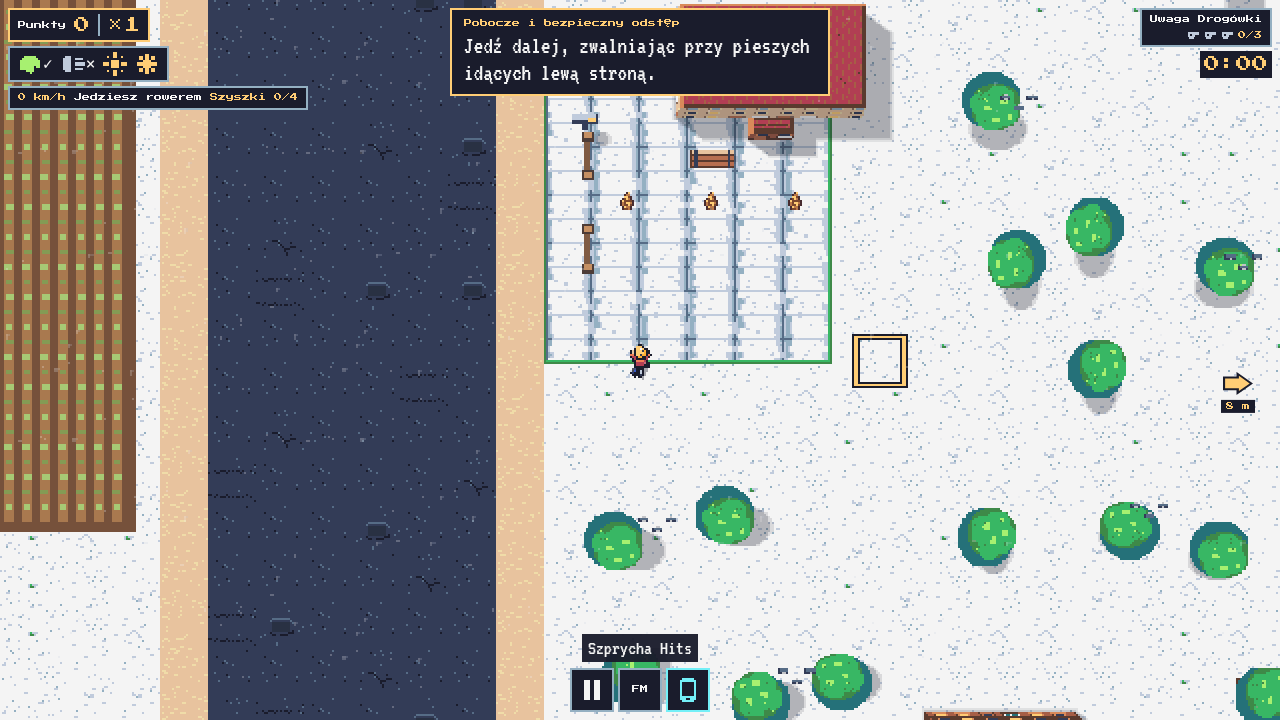 Punkty 0 ×1
✓ ×
0 km/h Jedziesz rowerem Szyszki 0/4
Pobocze i bezpieczny odstęp
Jedź dalej, zwalniając przy pieszych
idących lewą stroną.
Uwaga Drogówki
0/3
0:00
8 m
Szprycha Hits
FM